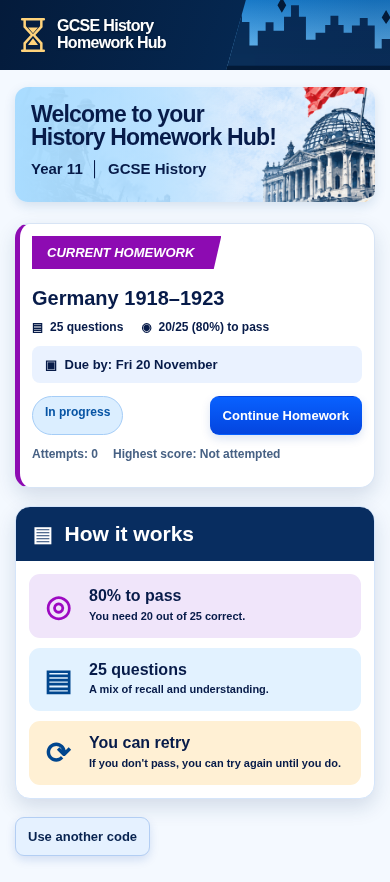 GCSE History
Homework Hub
Welcome to your
History Homework Hub!
Year 11 | GCSE History
CURRENT HOMEWORK
Germany 1918–1923
25 questions 20/25 (80%) to pass
Due by: Fri 20 November
In progress
Continue Homework
Attempts: 0 Highest score: Not attempted
How it works
80% to pass
You need 20 out of 25 correct.
25 questions
A mix of recall and understanding.
You can retry
If you don't pass, you can try again until you do.
Use another code